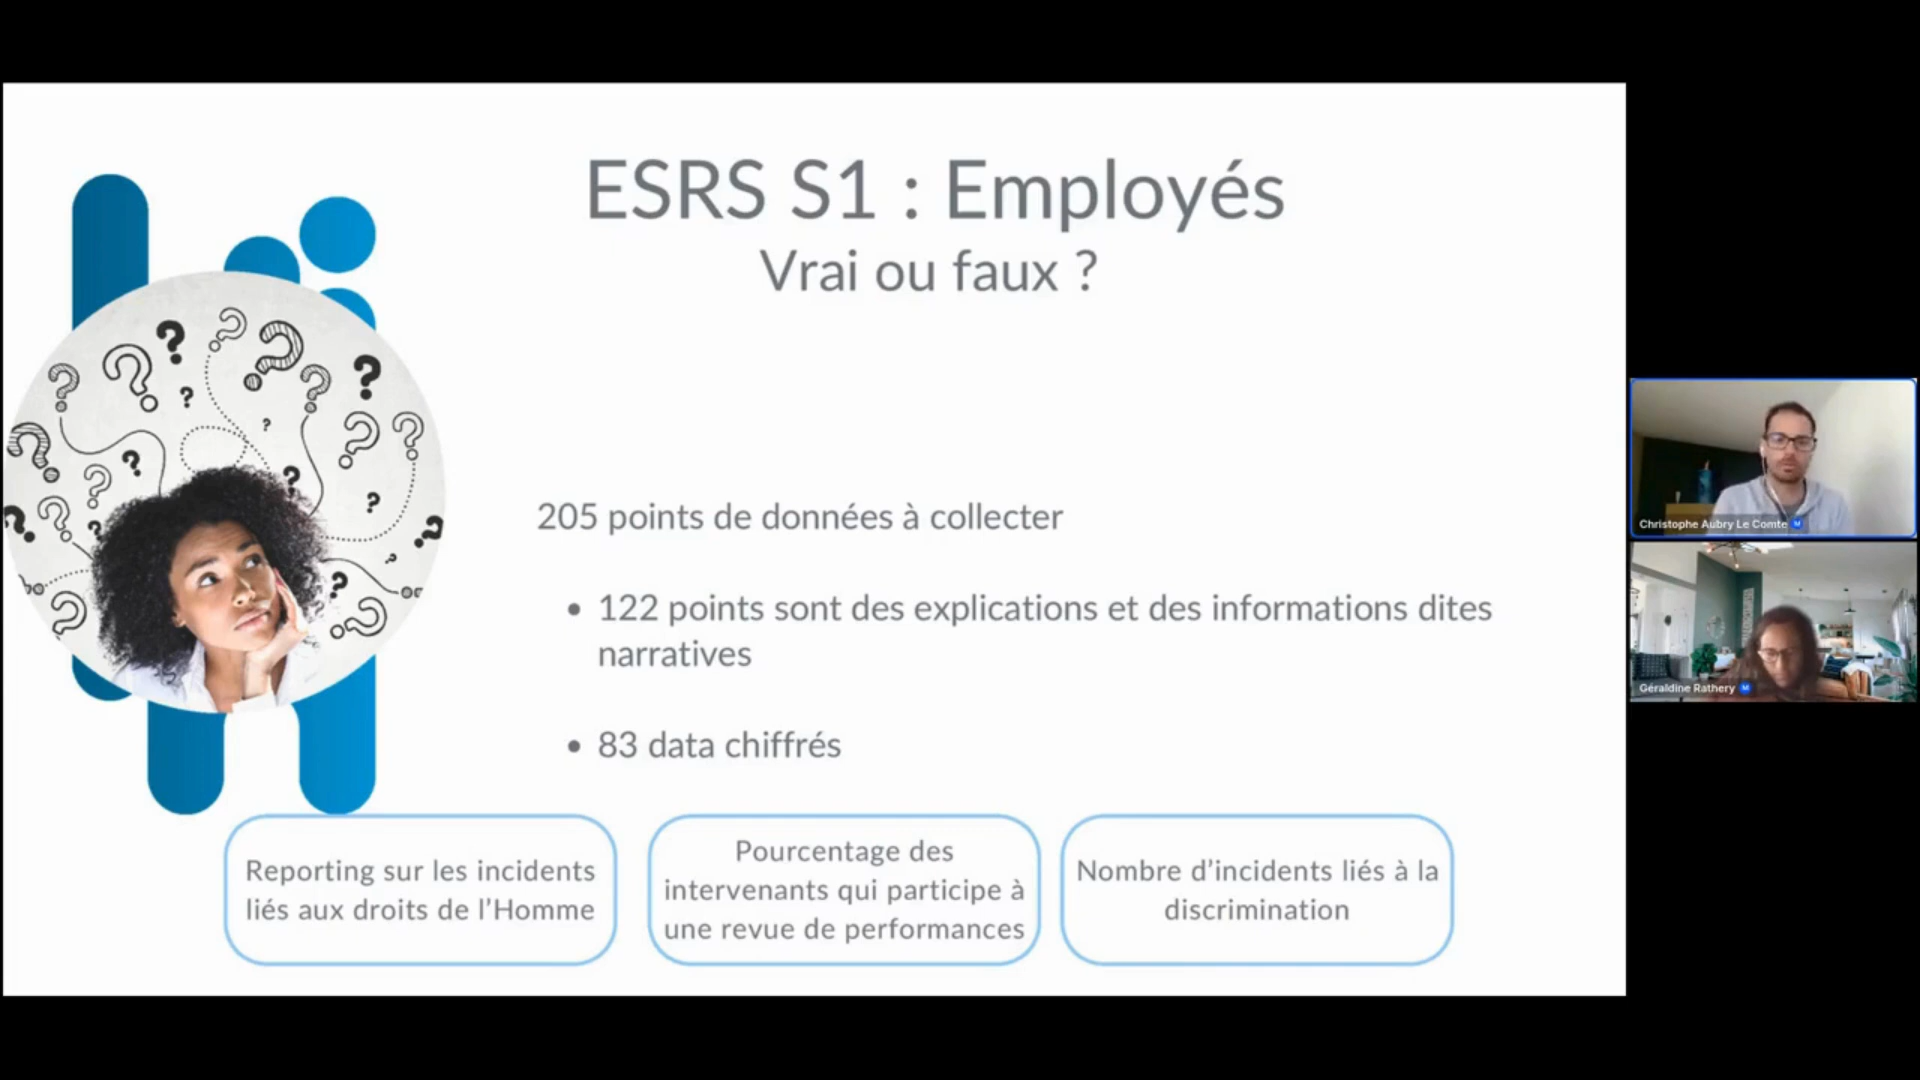 ESRS S1 : Employés
Vrai ou faux ?
205 points de données à collecter
• 122 points sont des explications et des informations dites
narratives
• 83 data chiffrés
Reporting sur les incidents
liés aux droits de l'Homme
Pourcentage des
intervenants qui participe à
une revue de performances
Nombre d'incidents liés à la
discrimination
Christophe Aubry Le Comte M
Géraldine Rathery M